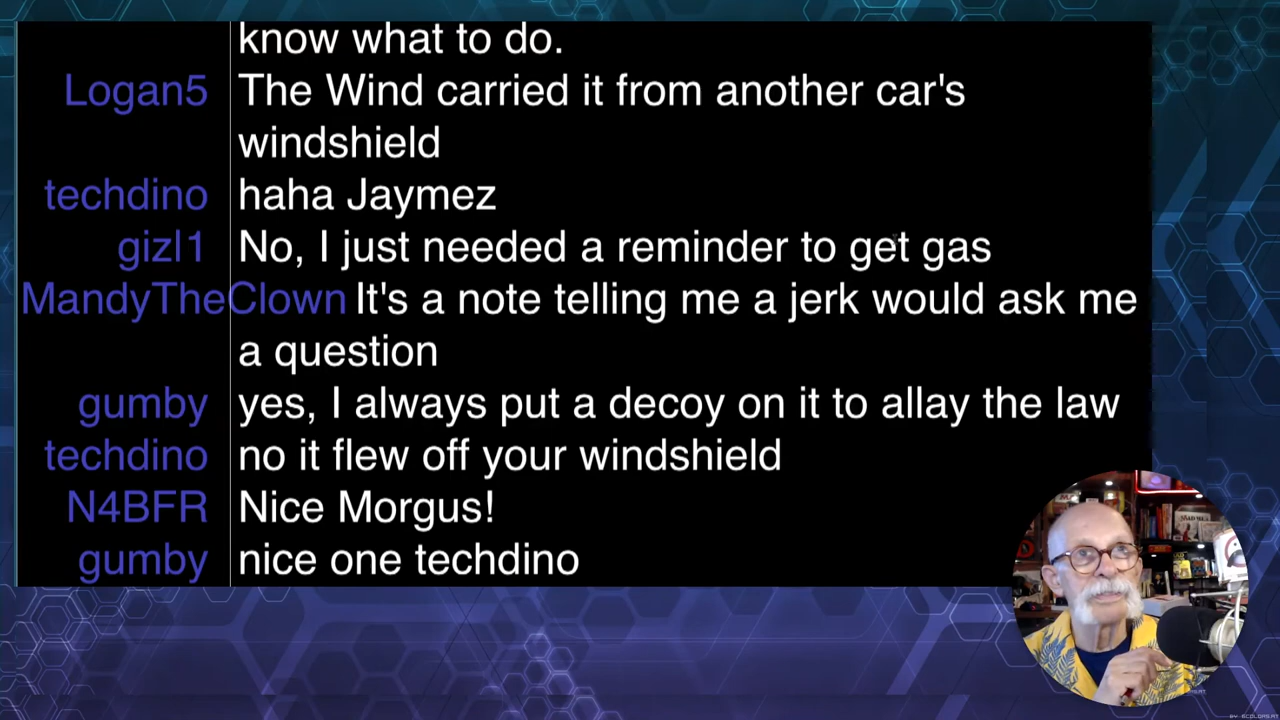 know what to do.
Logan5 The Wind carried it from another car's
windshield
techdino haha Jaymez
gizl1 No, I just needed a reminder to get gas
MandyTheClown It's a note telling me a jerk would ask me
a question
gumby yes, I always put a decoy on it to allay the law
techdino no it flew off your windshield
N4BFR Nice Morgus!
gumby nice one techdino